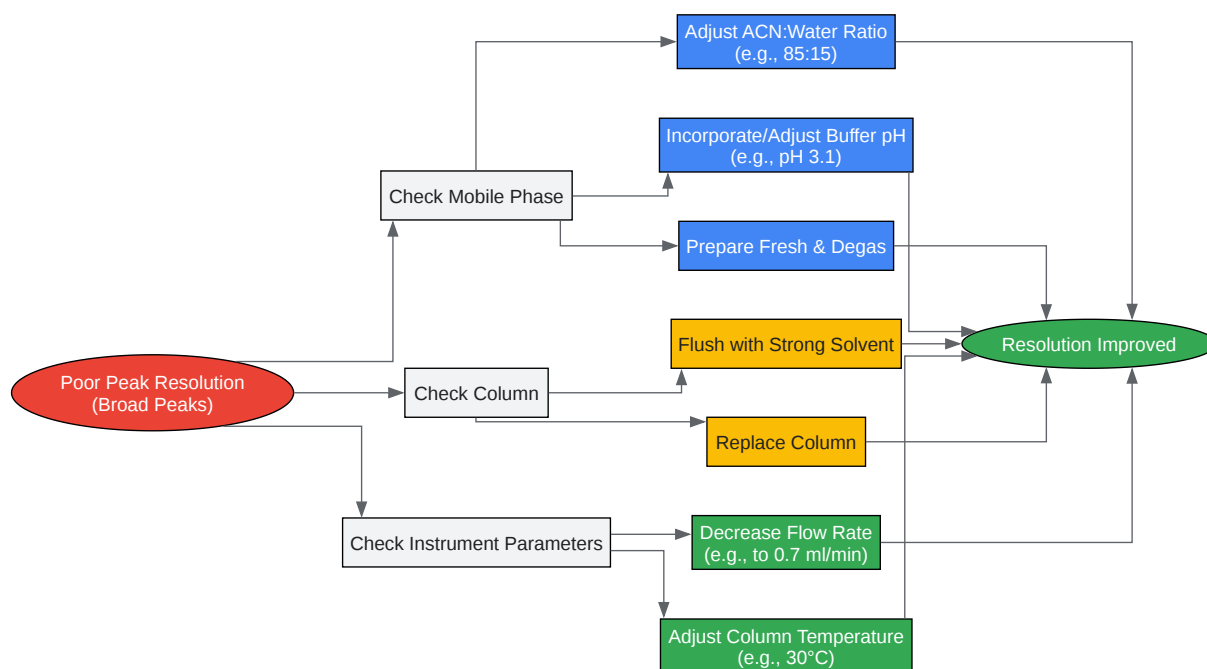 Adjust ACN:Water Ratio
(e.g., 85:15)
Incorporate/Adjust Buffer pH
(e.g., pH 3.1)
Check Mobile Phase
Prepare Fresh & Degas
Flush with Strong Solvent
Resolution Improved
Poor Peak Resolution
(Broad Peaks)
Check Column
Replace Column
Check Instrument Parameters
Decrease Flow Rate
(e.g., to 0.7 ml/min)
Adjust Column Temperature
(e.g., 30°C)